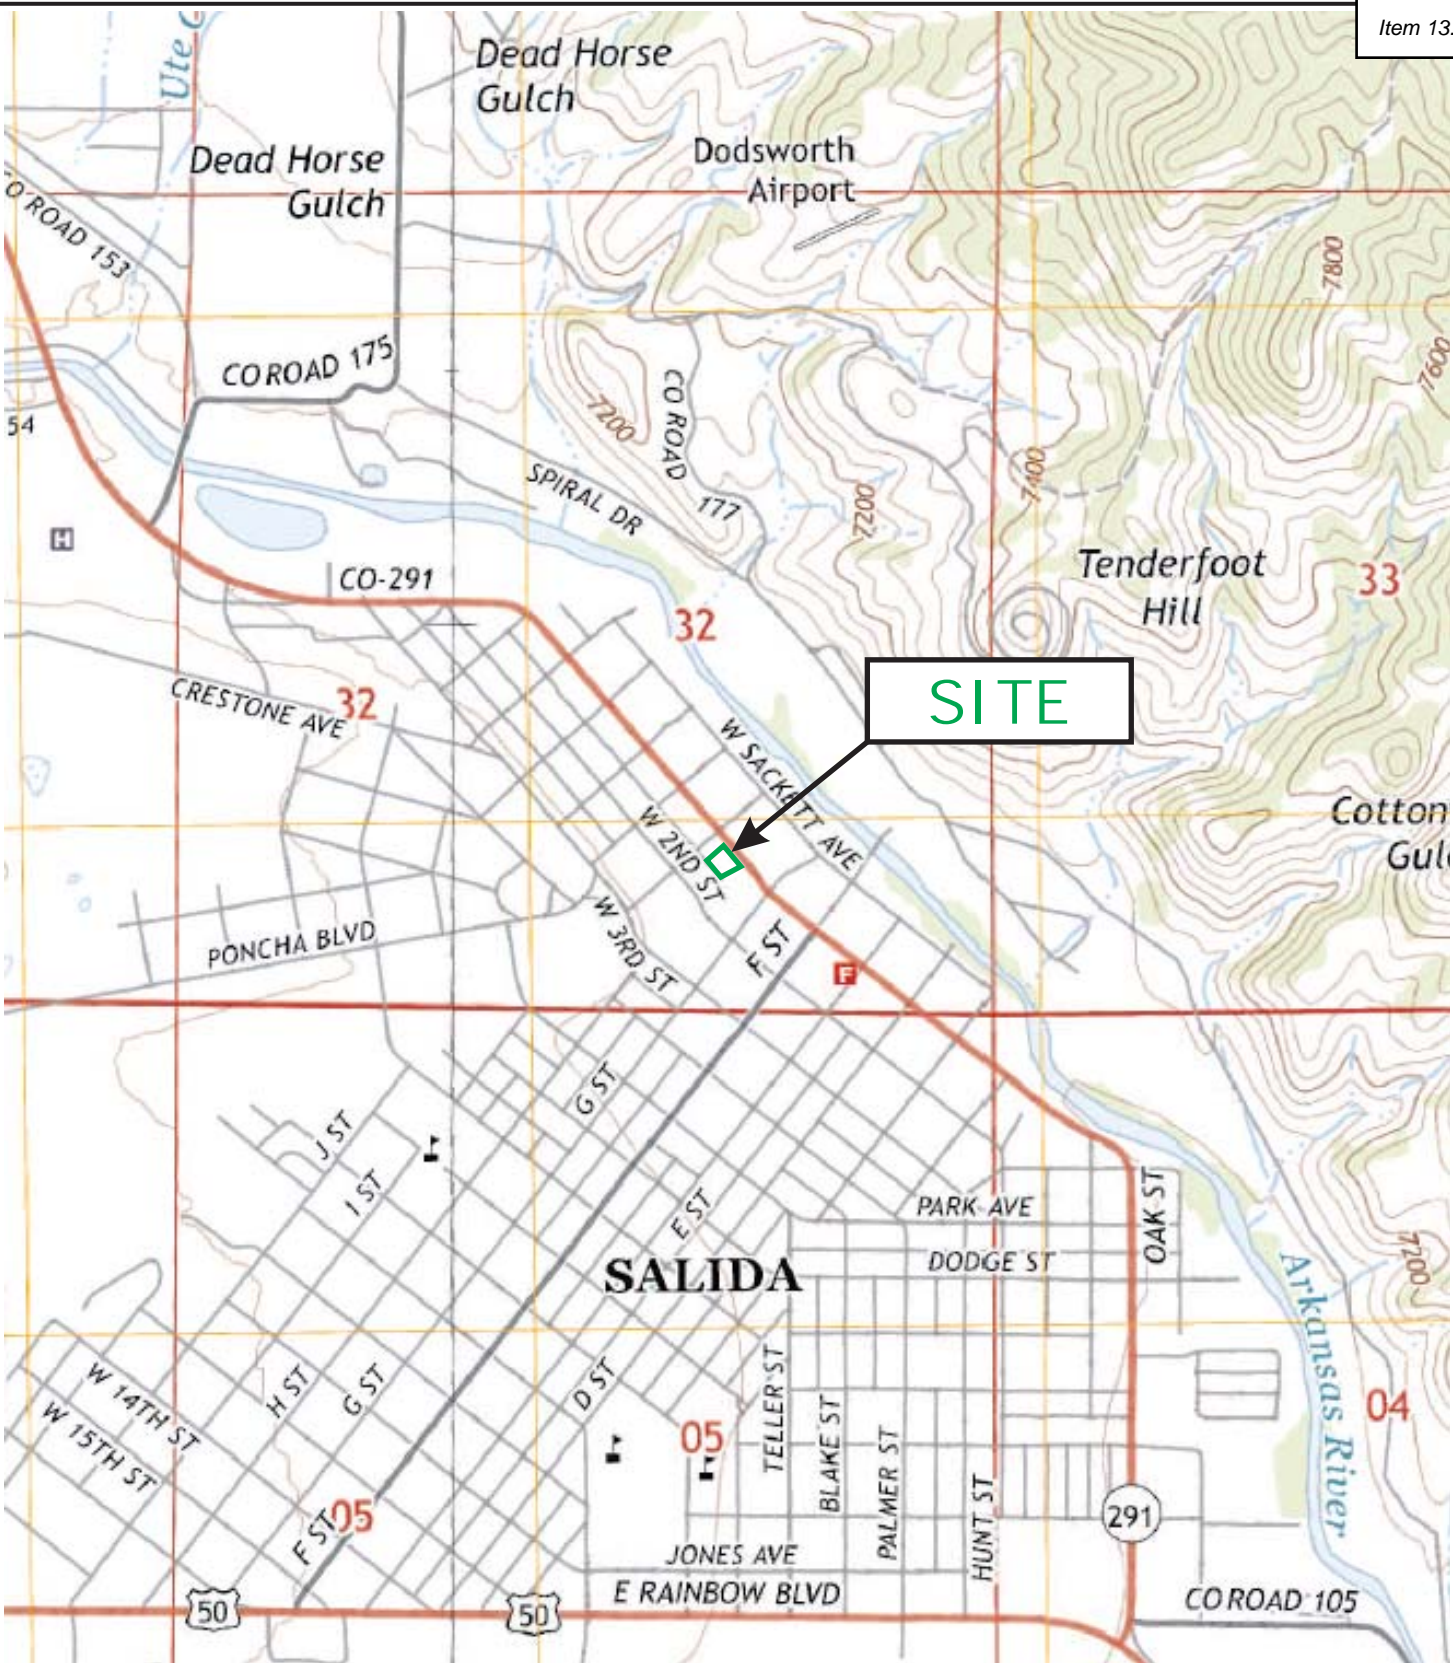 Item 13.
Ute C
Dead Horse
Gulch
Dead Horse
Gulch
Dodsworth
Airport
O ROAD 153
7800
7600
CO ROAD 175
CO ROAD 177
7200
54
SPIRAL DR
7200
7400
H
CO-291
Tenderfoot
Hill
33
32
SITE
CRESTONE AVE
32
W SACKETT AVE
Cotton
Gul
W 2ND ST
W 3RD ST
PONCHA BLVD
F ST
F
G ST
J ST
I ST
E ST
PARK AVE
OAK ST
DODGE ST
SALIDA
7200
Arkansas River
W 14TH ST
W 15TH ST
H ST
G ST
D ST
TELLER ST
BLAKE ST
PALMER ST
HUNT ST
05
04
05
F ST
291
JONES AVE
E RAINBOW BLVD
CO ROAD 105
50
50